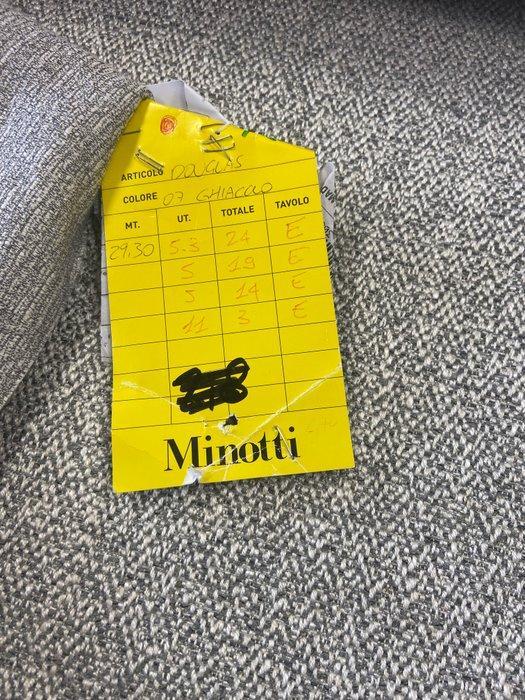 ARTICOLO DOUGLAS
COLORE 07 GHIACCIO
MT. UT. TOTALE TAVOLO
29.30 5.3 24 E
5 19 E
5 14 E
11 3 E
Minotti